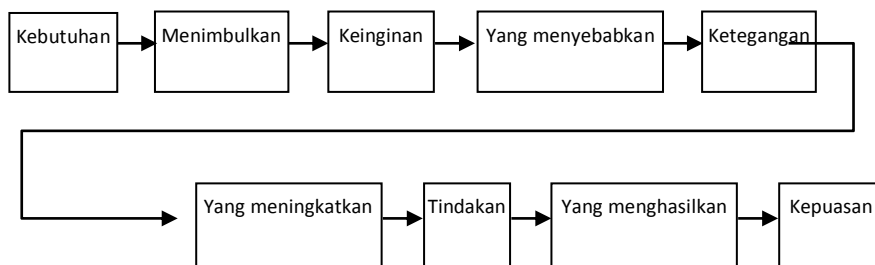 Kebutuhan Menimbulkan Keinginan Yang menyebabkan Ketegangan
Yang meningkatkan Tindakan Yang menghasilkan Kepuasan